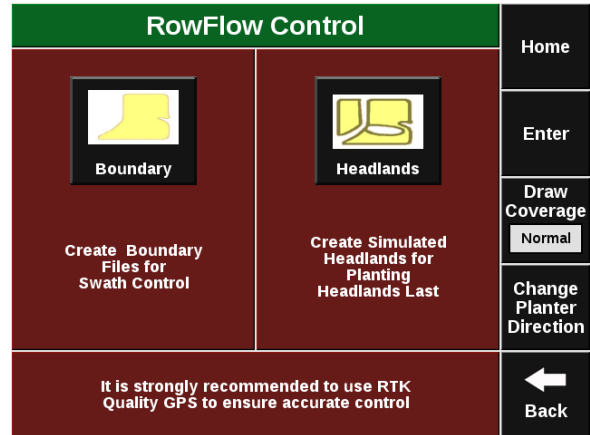 RowFlow Control
Boundary
Create Boundary
Files for
Swath Control
Headlands
Create Simulated
Headlands for
Planting
Headlands Last
It is strongly recommended to use RTK
Quality GPS to ensure accurate control
Home
Enter
Draw
Coverage
Normal
Change
Planter
Direction
Back